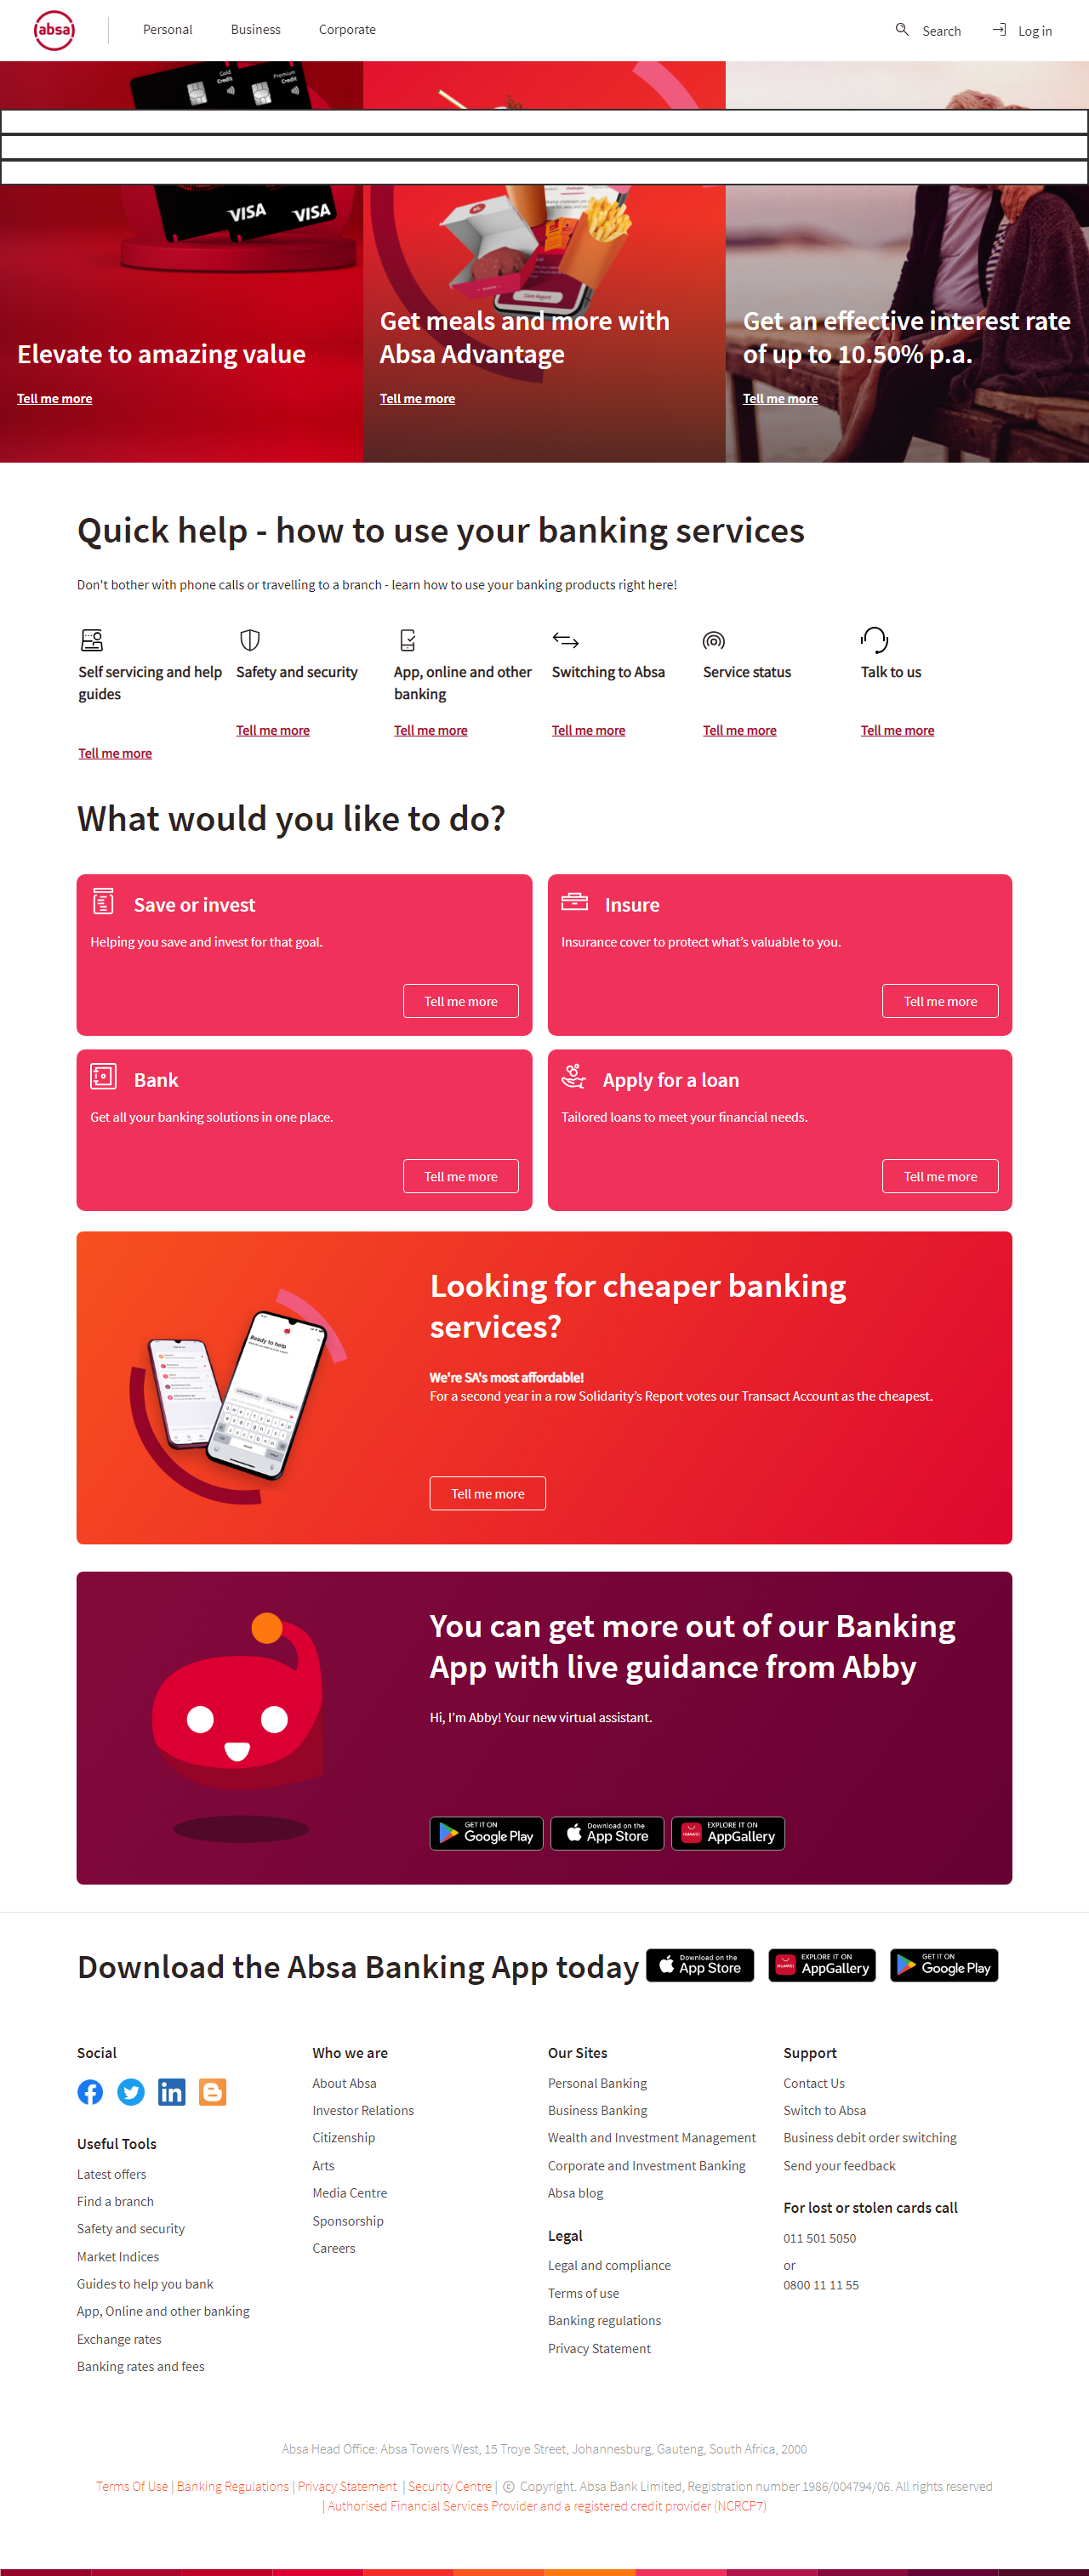 absa
Personal
Business
Corporate
Search
Log in
Gold
Credit
Premium
Credit
VISA
VISA
Elevate to amazing value
Tell me more
Claim Reward
Get meals and more with
Absa Advantage
Tell me more
Get an effective interest rate
of up to 10.50% p.a.
Tell me more
Quick help - how to use your banking services
Don't bother with phone calls or travelling to a branch - learn how to use your banking products right here!
Self servicing and help
guides
Tell me more
Safety and security
Tell me more
App, online and other
banking
Tell me more
Switching to Absa
Tell me more
Service status
Tell me more
Talk to us
Tell me more
What would you like to do?
Save or invest
Helping you save and invest for that goal.
Tell me more
Insure
Insurance cover to protect what’s valuable to you.
Tell me more
Bank
Get all your banking solutions in one place.
Tell me more
Apply for a loan
Tailored loans to meet your financial needs.
Tell me more
Ready to help
Looking for cheaper banking
services?
We're SA's most affordable!
For a second year in a row Solidarity’s Report votes our Transact Account as the cheapest.
Tell me more
You can get more out of our Banking
App with live guidance from Abby
Hi, I’m Abby! Your new virtual assistant.
GET IT ON
Google Play
Download on the
App Store
HUAWEI
EXPLORE IT ON
AppGallery
Download the Absa Banking App today
Download on the
App Store
HUAWEI
EXPLORE IT ON
AppGallery
GET IT ON
Google Play
Social
Useful Tools
Latest offers
Find a branch
Safety and security
Market Indices
Guides to help you bank
App, Online and other banking
Exchange rates
Banking rates and fees
Who we are
About Absa
Investor Relations
Citizenship
Arts
Media Centre
Sponsorship
Careers
Our Sites
Personal Banking
Business Banking
Wealth and Investment Management
Corporate and Investment Banking
Absa blog
Legal
Legal and compliance
Terms of use
Banking regulations
Privacy Statement
Support
Contact Us
Switch to Absa
Business debit order switching
Send your feedback
For lost or stolen cards call
011 501 5050
or
0800 11 11 55
Absa Head Office: Absa Towers West, 15 Troye Street, Johannesburg, Gauteng, South Africa, 2000
Terms Of Use | Banking Regulations | Privacy Statement | Security Centre | © Copyright. Absa Bank Limited, Registration number 1986/004794/06. All rights reserved
| Authorised Financial Services Provider and a registered credit provider (NCRCP7)